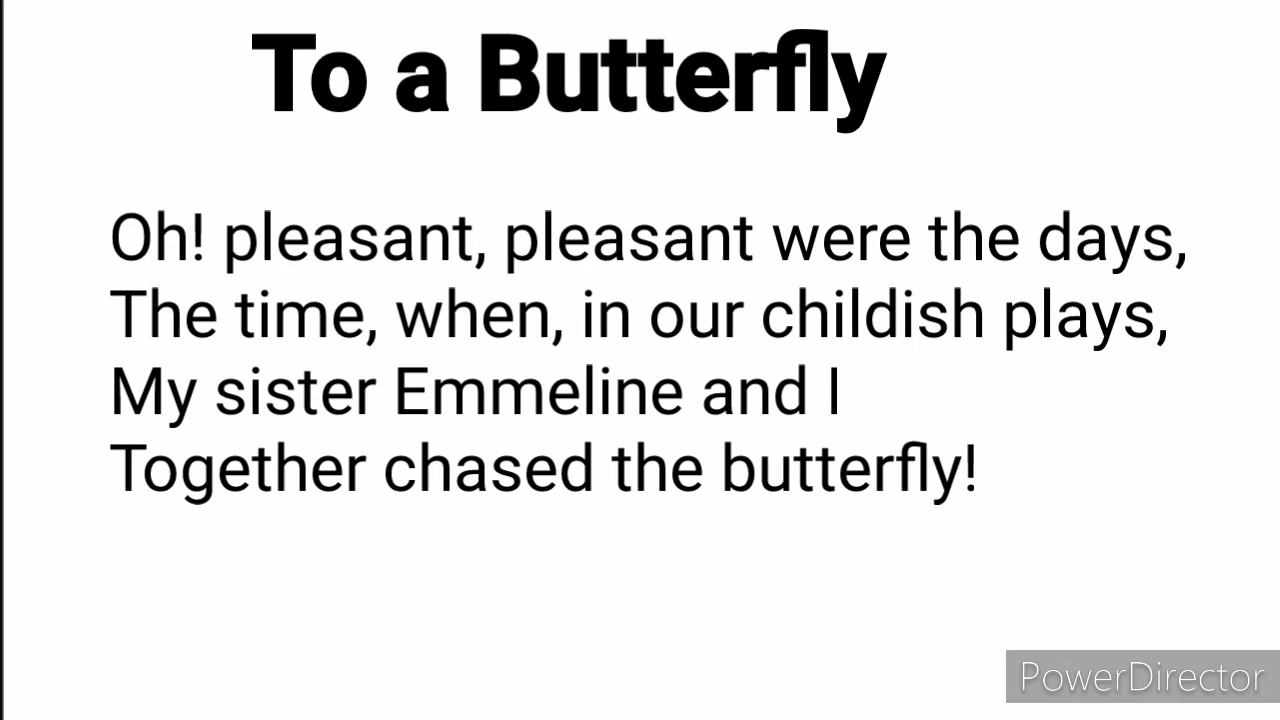 To a Butterfly
Oh! pleasant, pleasant were the days,
The time, when, in our childish plays,
My sister Emmeline and I
Together chased the butterfly!
PowerDirector